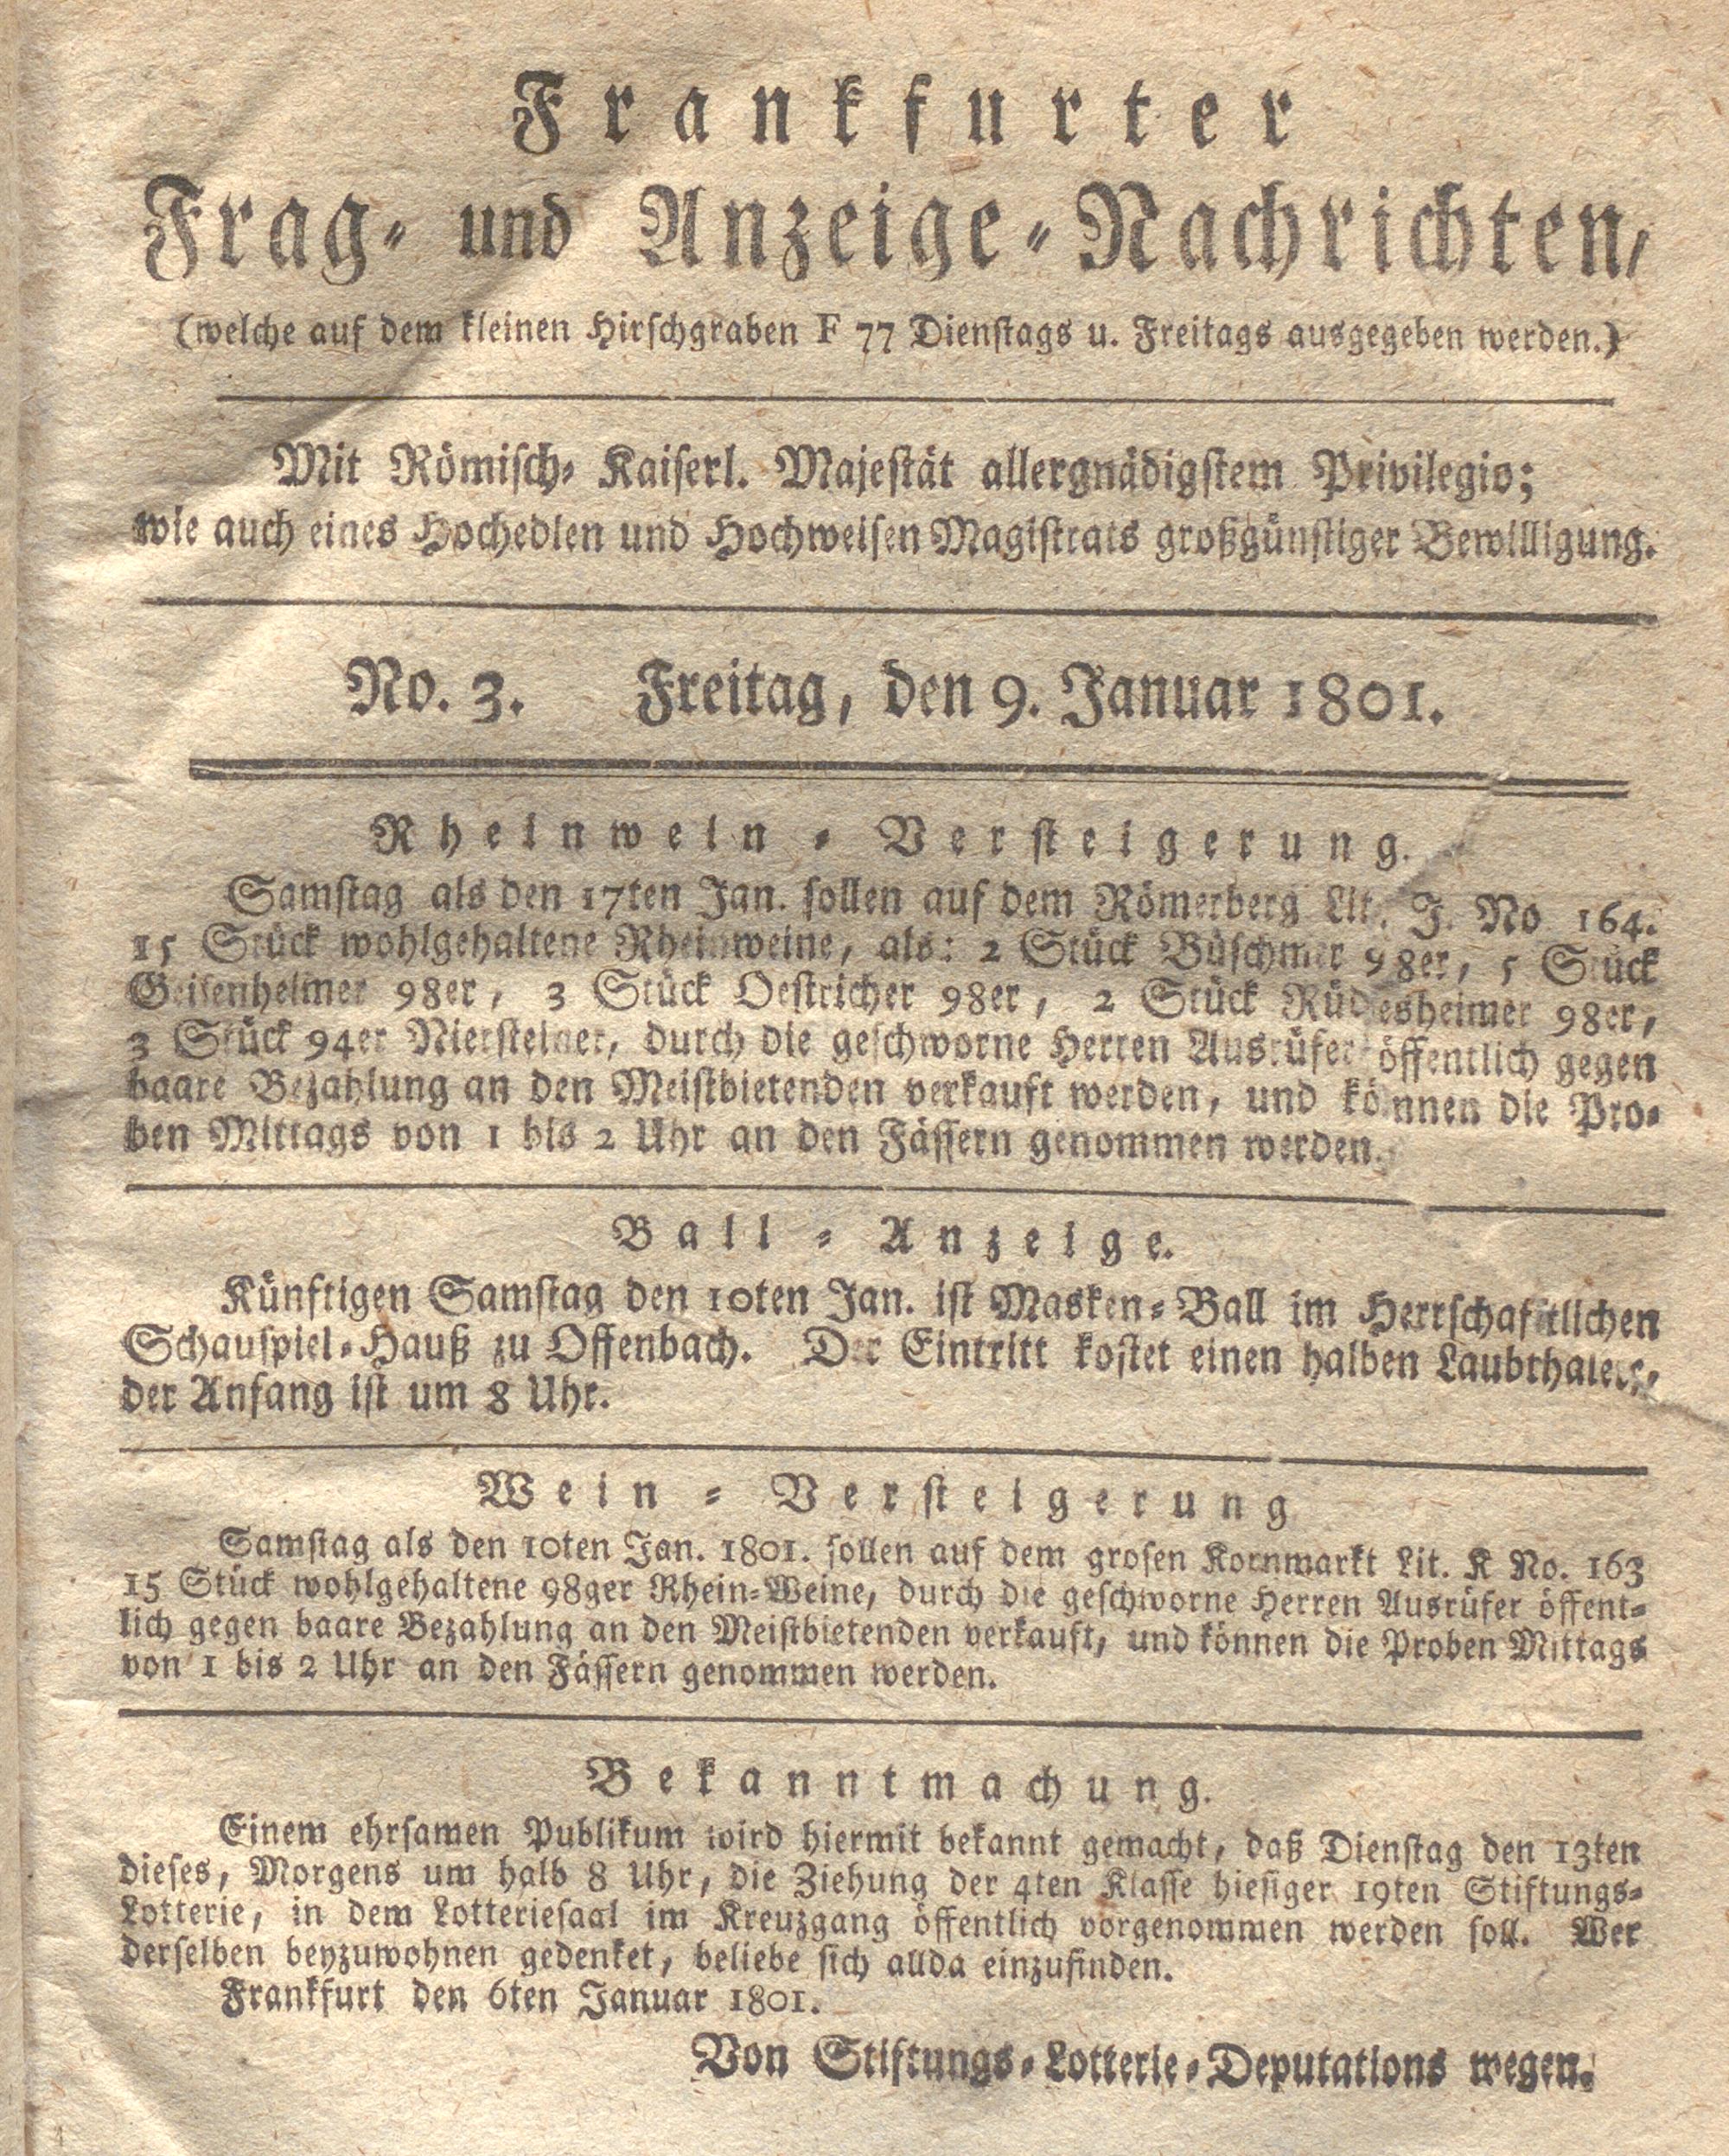 Frankfurter
Frag- und Anzeige-Nachrichten,
(welche auf dem kleinen Hirschgraben F 77 Dienstags u. Freitags ausgegeben werden.)
Mit Römisch-Kaiserl. Majestät allergnädigstem Privilegio;
wie auch eines Hochedlen und Hochweisen Magistrats großgünstiger Bewilligung.
No. 3. Freitag, den 9. Januar 1801.
Rheinwein-Versteigerung.
Samstag als den 17ten Jan. sollen auf dem Römerberg Lit. J. No 164.
15 Stück wohlgehaltene Rheinweine, als: 2 Stück Büschmer 98er, 5 Stück
Geisenheimer 98er, 3 Stück Oestricher 98er, 2 Stück Rüdesheimer 98er,
3 Stück 94er Niersteiner, durch die geschworne Herren Ausrüfer öffentlich gegen
baare Bezahlung an den Meistbietenden verkauft werden, und können die Pro-
ben Mittags von 1 bis 2 Uhr an den Fässern genommen werden.
Ball-Anzeige.
Künftigen Samstag den 10ten Jan. ist Masken-Ball im Herrschaftlichen
Schauspiel-Hauß zu Offenbach. Der Eintritt kostet einen halben Laubthaler,
der Anfang ist um 8 Uhr.
Wein-Versteigerung
Samstag als den 10ten Jan. 1801. sollen auf dem grosen Kornmarkt Lit. K No. 163
15 Stück wohlgehaltene 98ger Rhein-Weine, durch die geschworne Herren Ausrüfer öffent-
lich gegen baare Bezahlung an den Meistbietenden verkauft, und können die Proben Mittags
von 1 bis 2 Uhr an den Fässern genommen werden.
Bekanntmachung.
Einem ehrsamen Publikum wird hiermit bekannt gemacht, daß Dienstag den 13ten
dieses, Morgens um halb 8 Uhr, die Ziehung der 4ten Klasse hiesiger 19ten Stiftungs-
Lotterie, in dem Lotteriesaal im Kreuzgang öffentlich vorgenommen werden soll. Wer
derselben beyzuwohnen gedenket, beliebe sich allda einzufinden.
Frankfurt den 6ten Januar 1801.
Von Stiftungs-Lotterie-Deputations wegen.